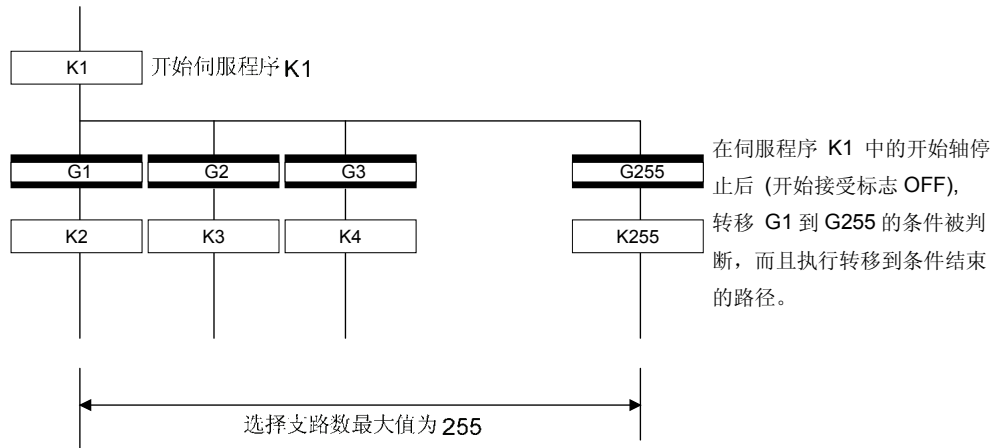 K1 开始伺服程序 K1
G1 G2 G3 G255
K2 K3 K4 K255
在伺服程序 K1 中的开始轴停
止后 (开始接受标志 OFF),
转移 G1 到 G255 的条件被判
断，而且执行转移到条件结束
的路径。
选择支路数最大值为 255